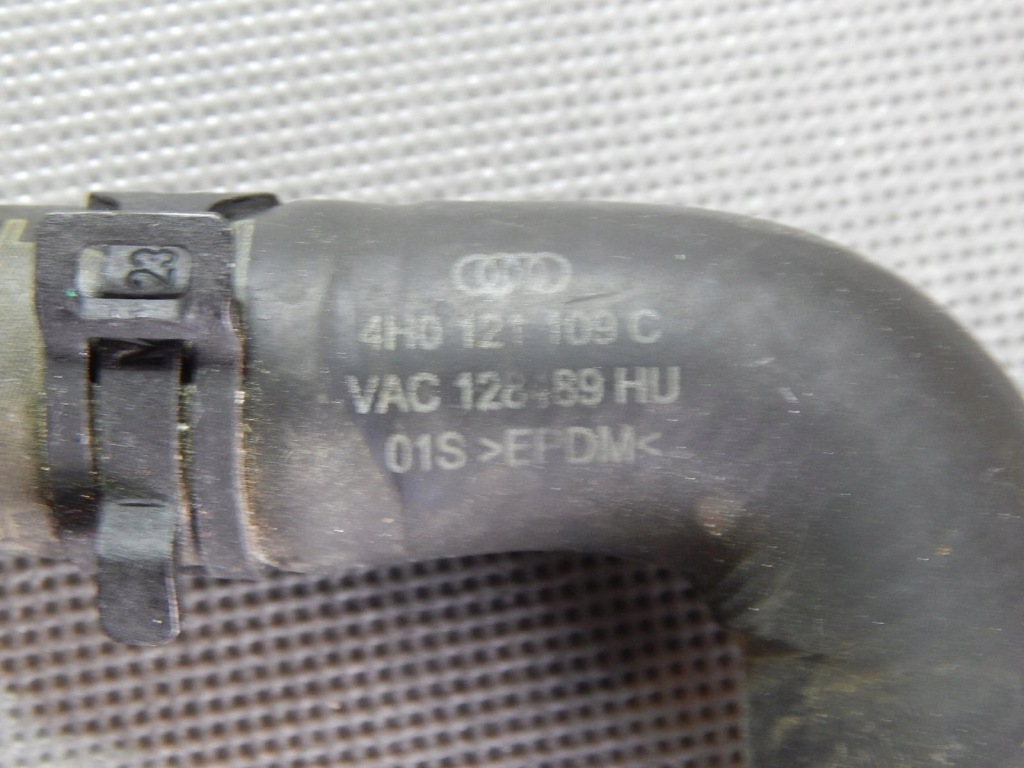 23
4H0 121 109 C
VAC HU
01S >EPDM<